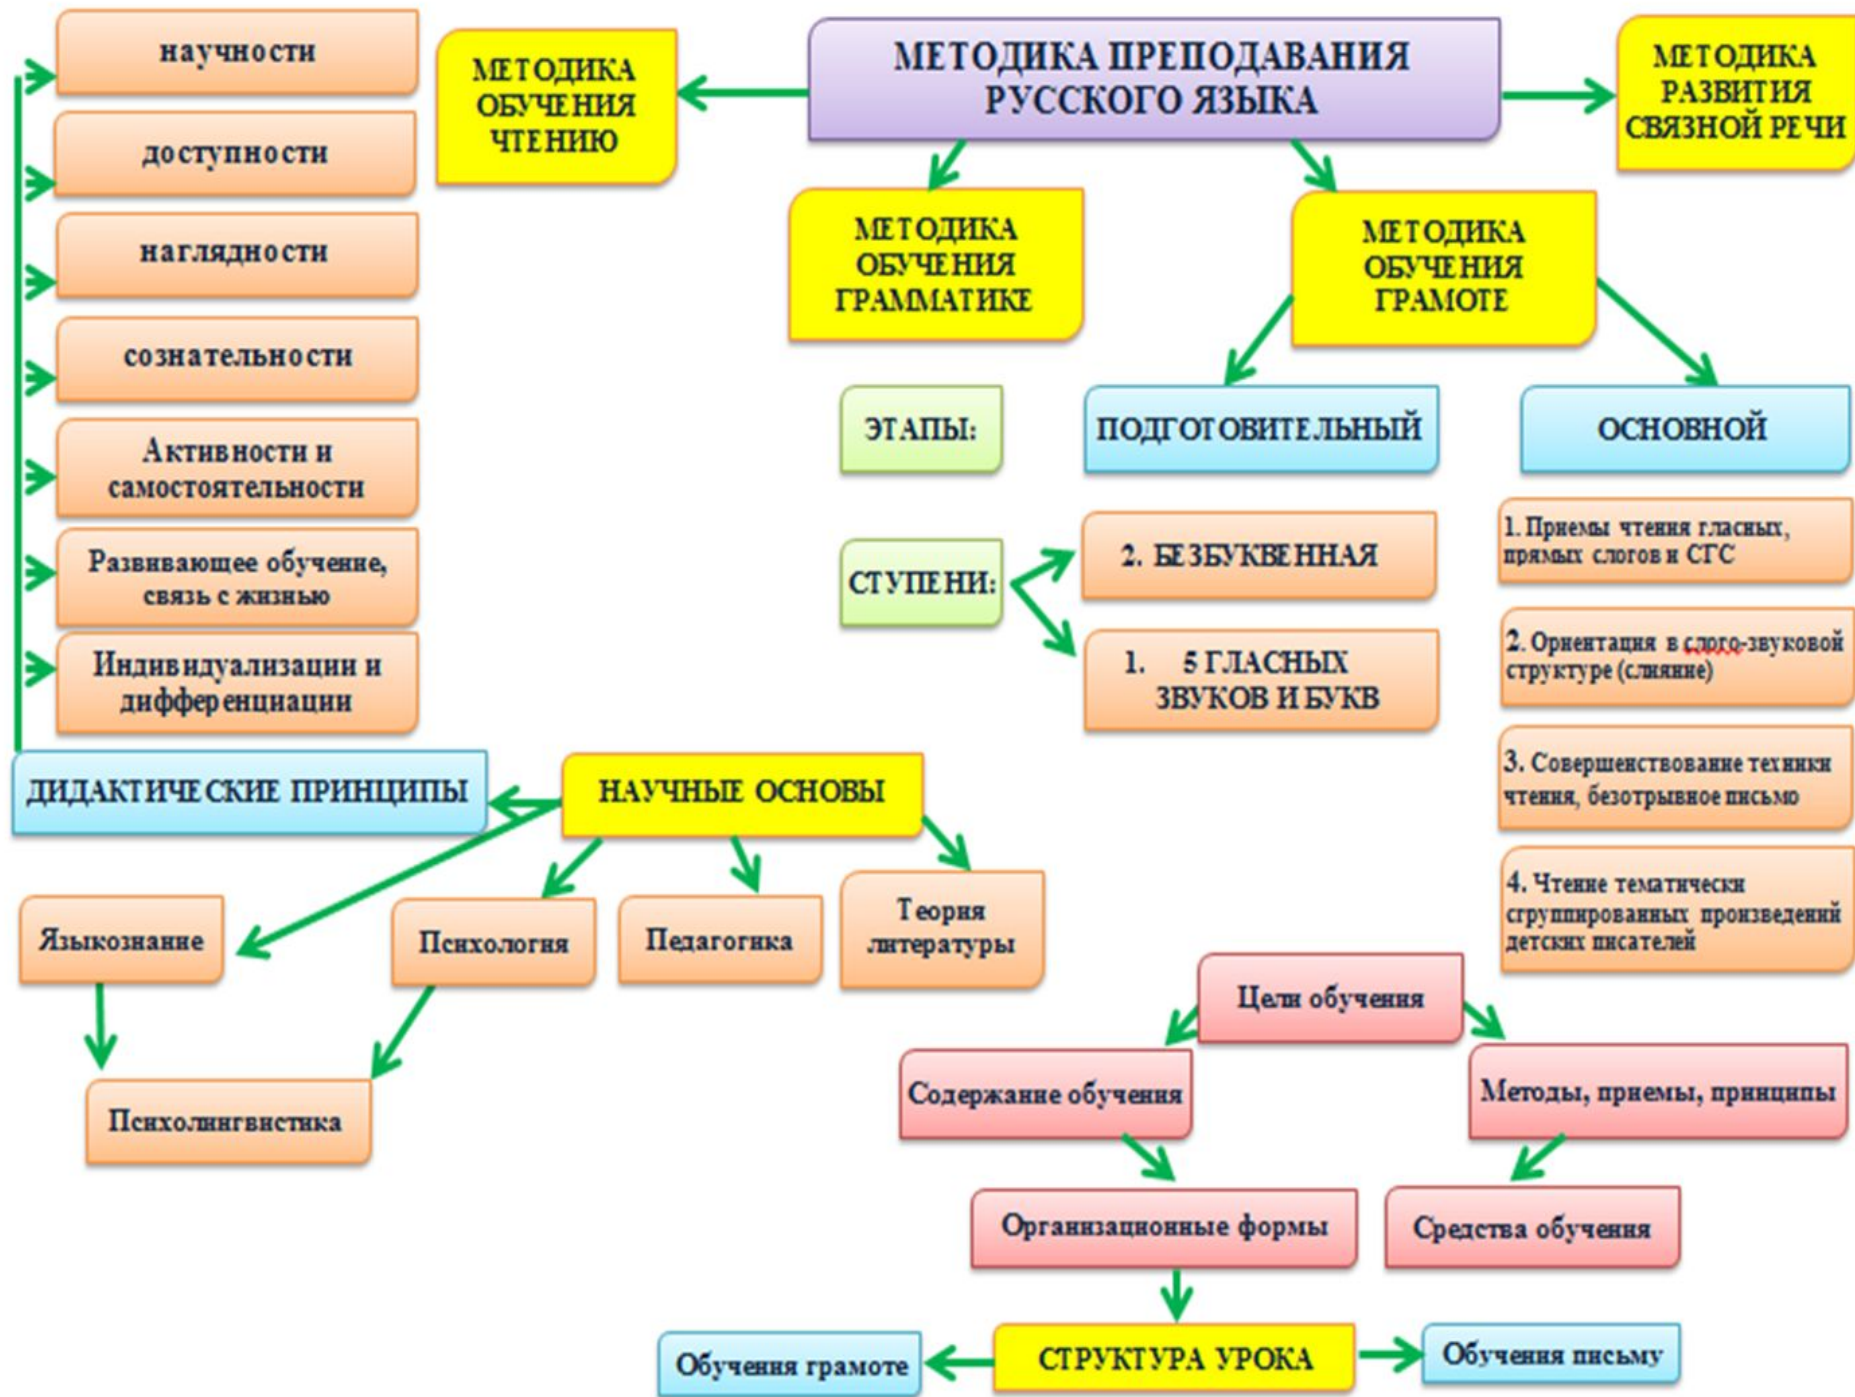 научности
доступности
наглядности
сознательности
Активности и
самостоятельности
Развивающее обучение,
связь с жизнью
Индивидуализации и
дифференциации
ДИДАКТИЧЕСКИЕ ПРИНЦИПЫ
МЕТОДИКА
ОБУЧЕНИЯ
ЧТЕНИЮ
МЕТОДИКА ПРЕПОДАВАНИЯ
РУССКОГО ЯЗЫКА
МЕТОДИКА
РАЗВИТИЯ
СВЯЗНОЙ РЕЧИ
МЕТОДИКА
ОБУЧЕНИЯ
ГРАММАТИКЕ
МЕТОДИКА
ОБУЧЕНИЯ
ГРАМОТЕ
ЭТАПЫ:
ПОДГОТОВИТЕЛЬНЫЙ
ОСНОВНОЙ
СТУПЕНИ:
2. БЕЗБУКВЕННАЯ
1. 5 ГЛАСНЫХ
ЗВУКОВ И БУКВ
1. Приемы чтения гласных,
прямых слогов и СГС
2. Ориентация в слого-звуковой
структуре (слияние)
3. Совершенствование техники
чтения, безотрывное письмо
4. Чтение тематически
сгруппированных произведений
детских писателей
НАУЧНЫЕ ОСНОВЫ
Языкознание
Психология
Педагогика
Теория
литературы
Психолингвистика
Цели обучения
Содержание обучения
Методы, приемы, принципы
Организационные формы
Средства обучения
Обучения грамоте
СТРУКТУРА УРОКА
Обучения письму